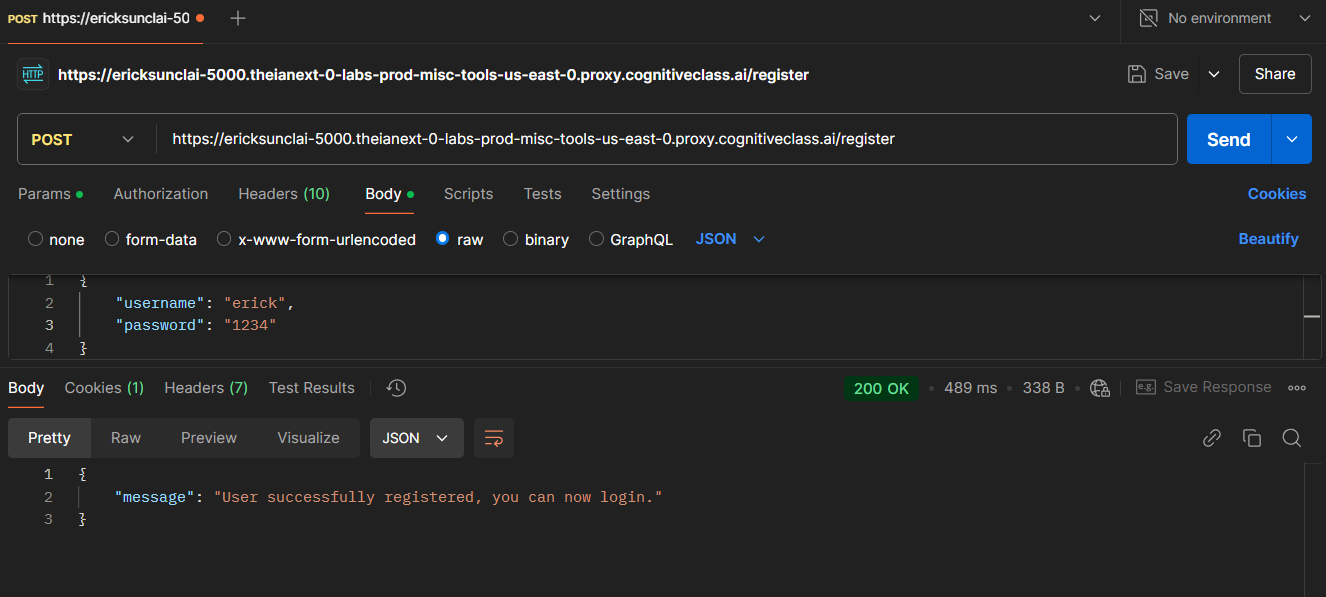 POST https://ericksunclai-50
No environment
HTTP https://ericksunclai-5000.theianext-0-labs-prod-misc-tools-us-east-0.proxy.cognitiveclass.ai/register
Save
Share
POST
https://ericksunclai-5000.theianext-0-labs-prod-misc-tools-us-east-0.proxy.cognitiveclass.ai/register
Send
Params Authorization Headers (10) Body Scripts Tests Settings Cookies
none form-data x-www-form-urlencoded raw binary GraphQL JSON Beautify
1 {
2 "username": "erick",
3 "password": "1234"
4 }
Body Cookies (1) Headers (7) Test Results 200 OK 489 ms 338 B e.g. Save Response
Pretty Raw Preview Visualize JSON
1 {
2 "message": "User successfully registered, you can now login."
3 }